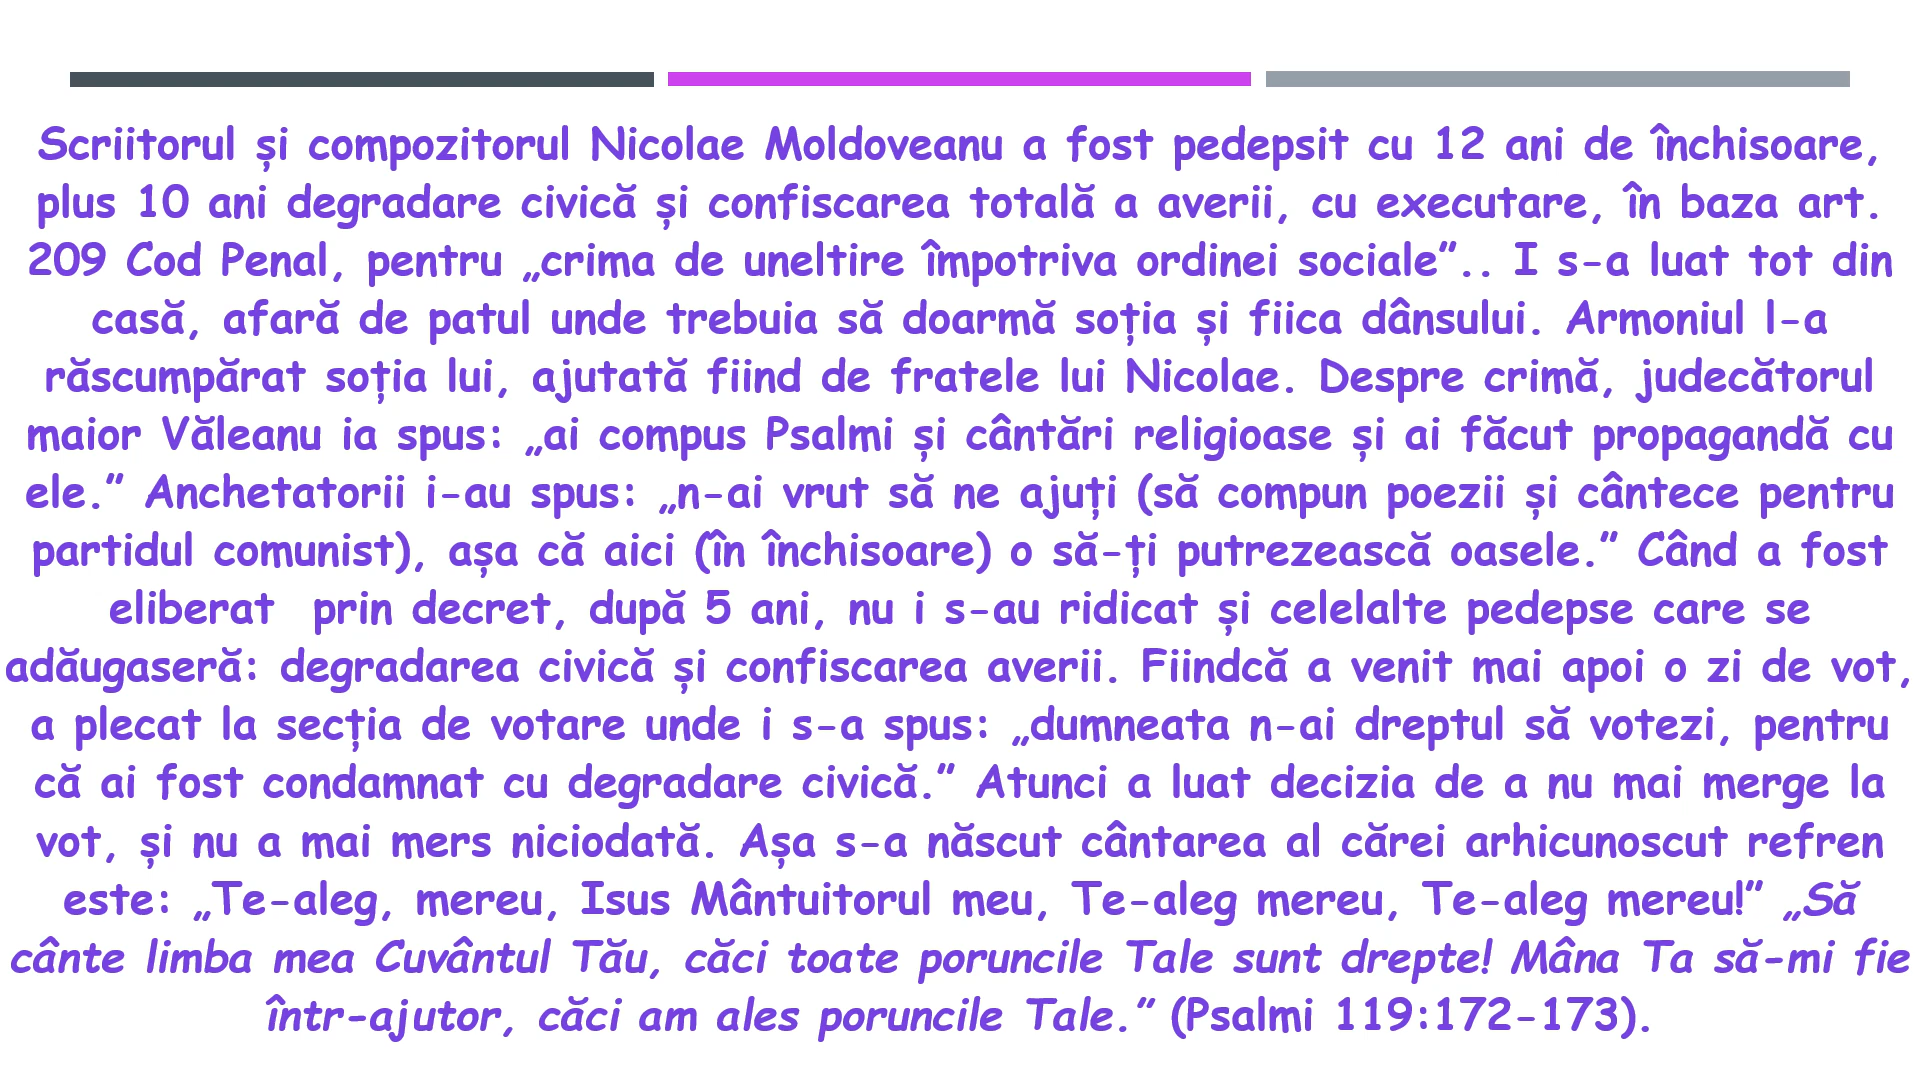 Scriitorul și compozitorul Nicolae Moldoveanu a fost pedepsit cu 12 ani de închisoare,
plus 10 ani degradare civică și confiscarea totală a averii, cu executare, în baza art.
209 Cod Penal, pentru „crima de uneltire împotriva ordinei sociale”.. I s-a luat tot din
casă, afară de patul unde trebuia să doarmă soția și fiica dânsului. Armoniul l-a
răscumpărat soția lui, ajutată fiind de fratele lui Nicolae. Despre crimă, judecătorul
maior Văleanu ia spus: „ai compus Psalmi și cântări religioase și ai făcut propagandă cu
ele.” Anchetatorii i-au spus: „n-ai vrut să ne ajuți (să compun poezii și cântece pentru
partidul comunist), așa că aici (în închisoare) o să-ți putrezească oasele.” Când a fost
eliberat  prin decret, după 5 ani, nu i s-au ridicat și celelalte pedepse care se
adăugaseră: degradarea civică și confiscarea averii. Fiindcă a venit mai apoi o zi de vot,
a plecat la secția de votare unde i s-a spus: „dumneata n-ai dreptul să votezi, pentru
că ai fost condamnat cu degradare civică.” Atunci a luat decizia de a nu mai merge la
vot, și nu a mai mers niciodată. Așa s-a născut cântarea al cărei arhicunoscut refren
este: „Te-aleg, mereu, Isus Mântuitorul meu, Te-aleg mereu, Te-aleg mereu!” „Să
cânte limba mea Cuvântul Tău, căci toate poruncile Tale sunt drepte! Mâna Ta să-mi fie
într-ajutor, căci am ales poruncile Tale.” (Psalmi 119:172-173).